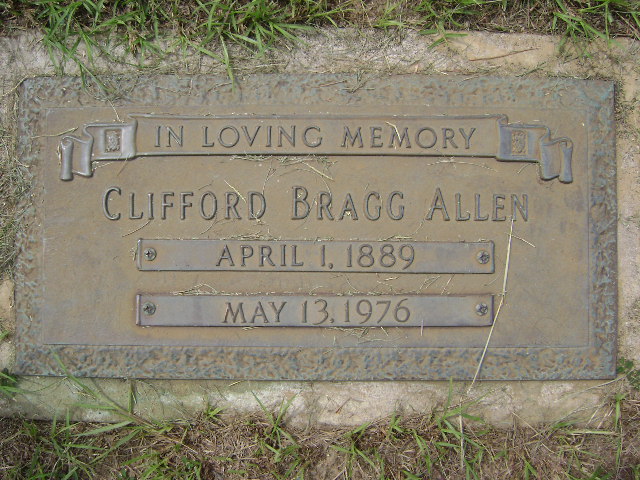 IN LOVING MEMORY
CLIFFORD BRAGG ALLEN
APRIL 1, 1889
MAY 13, 1976